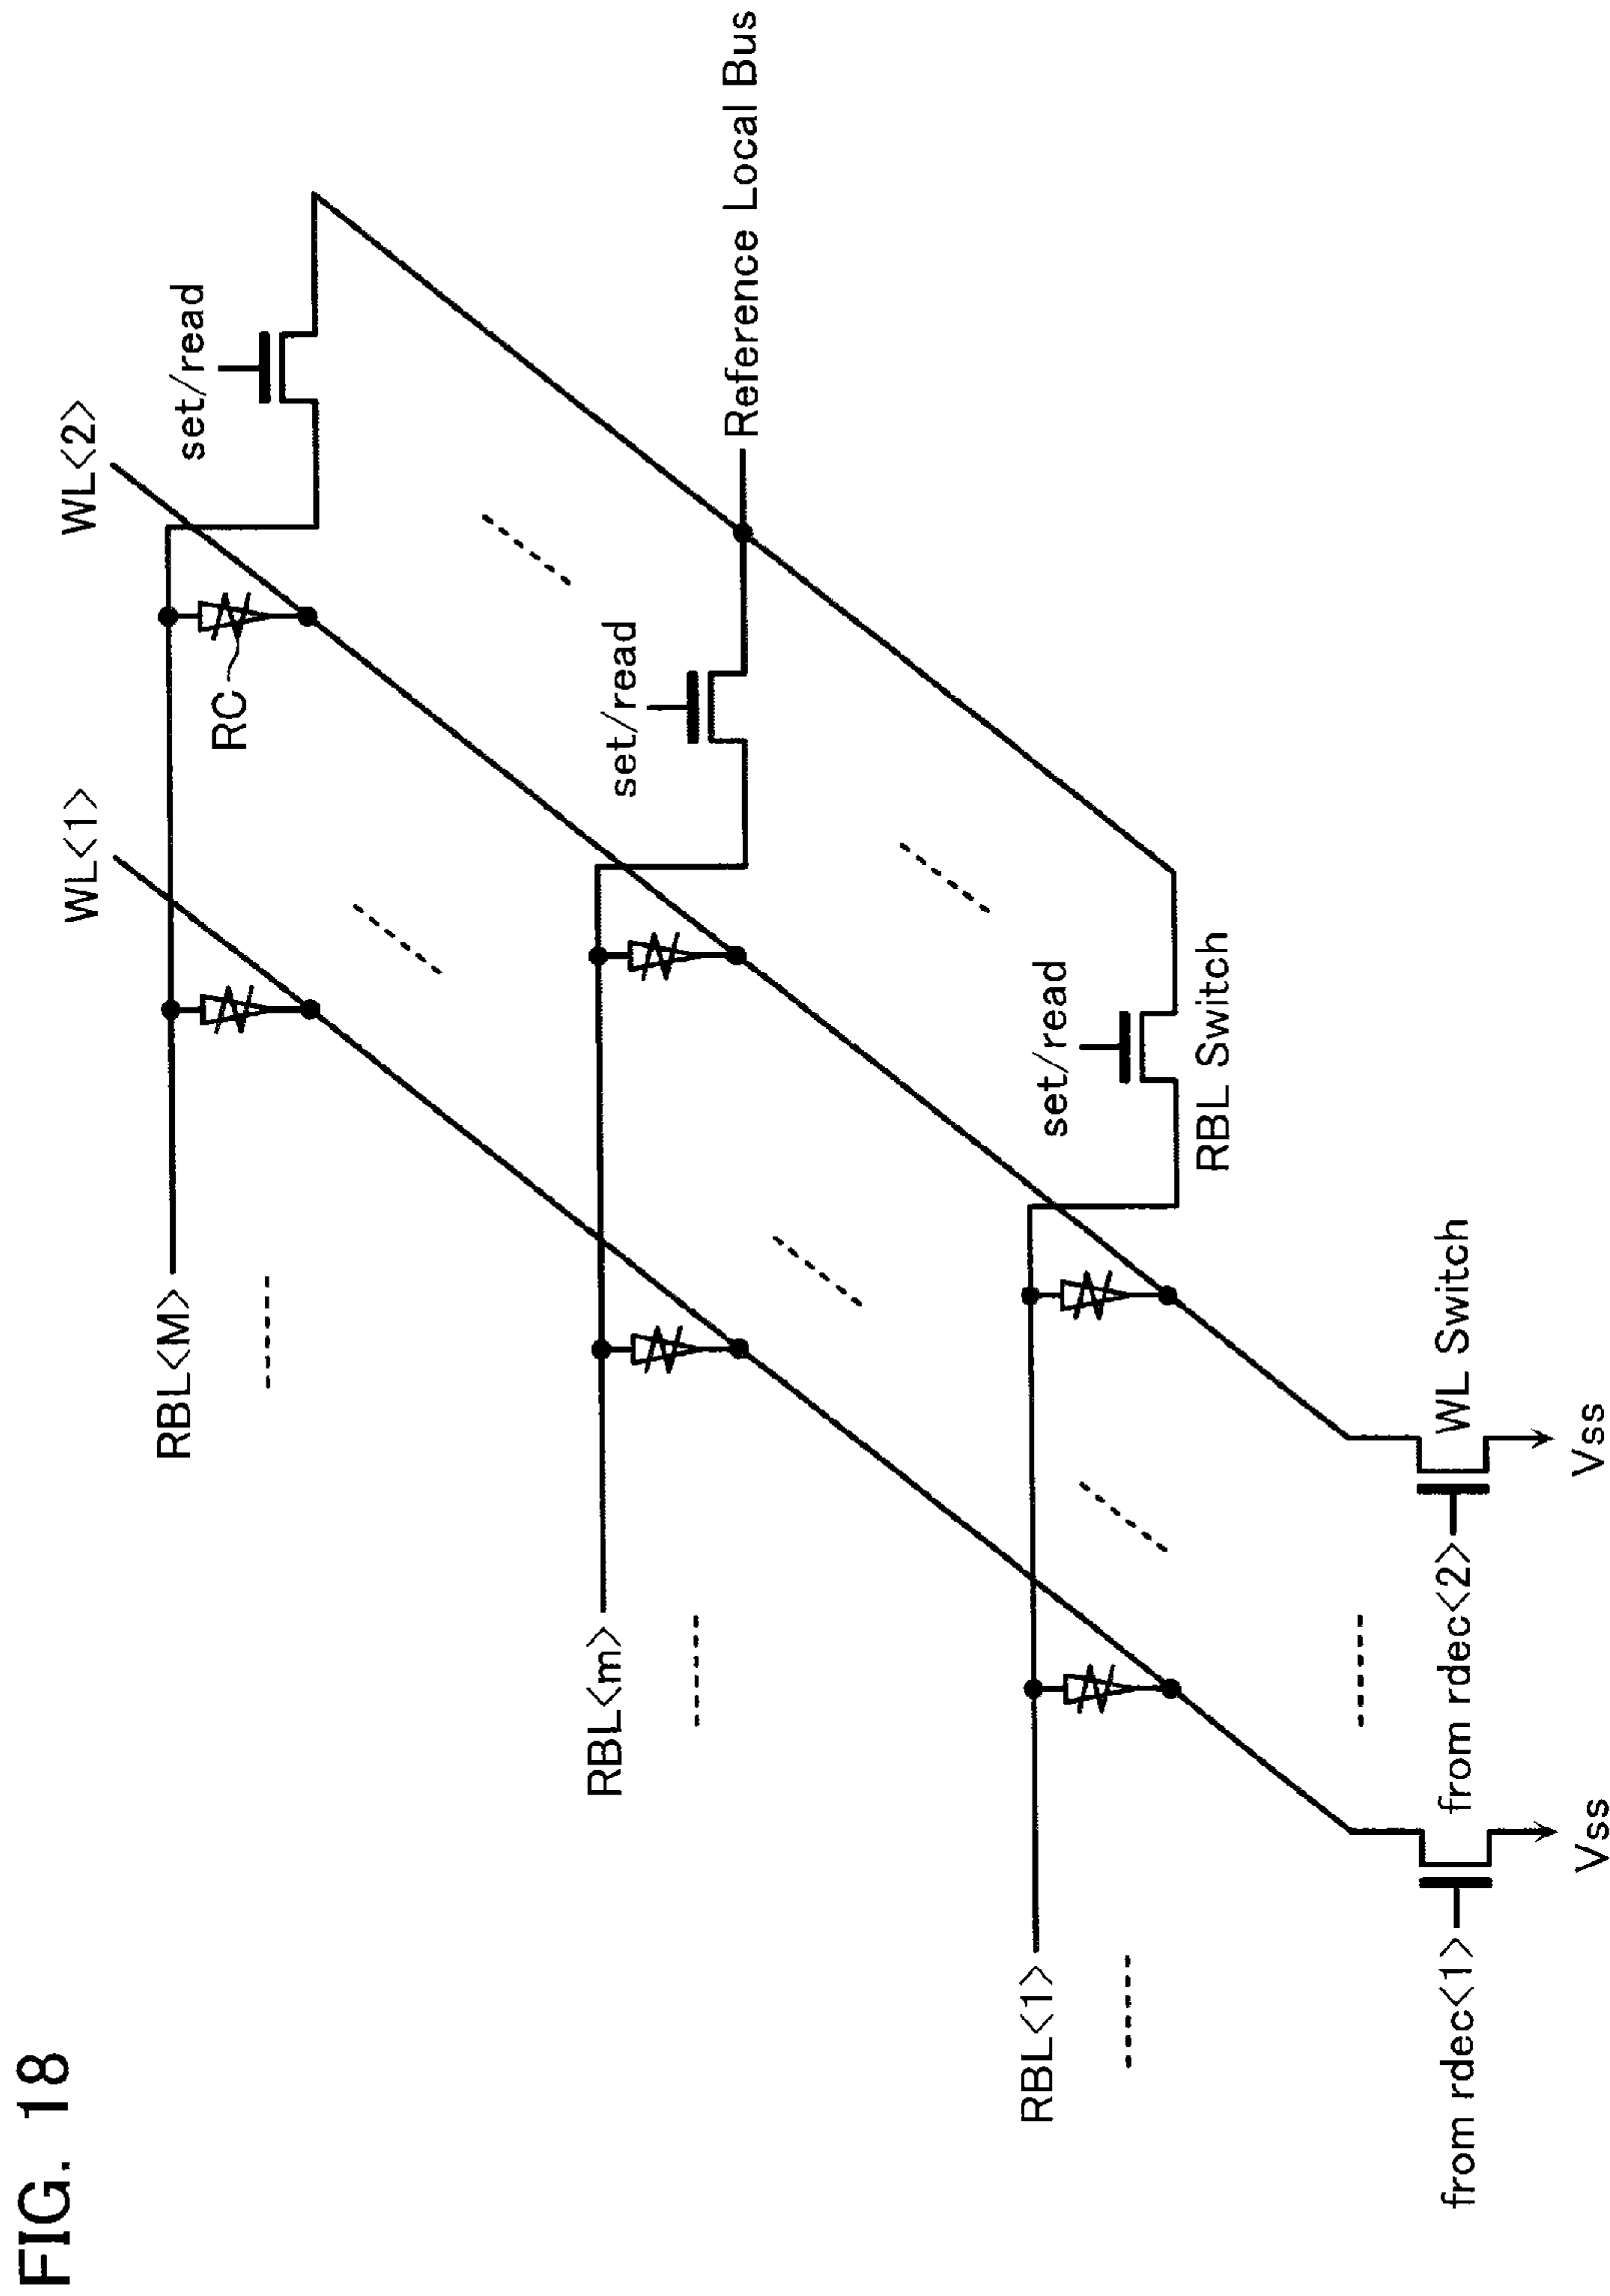 FIG. 18
WL<1>
WL<2>
set/read
RBL<M>
RC
set/read
Reference Local Bus
RBL<m>
set/read
RBL Switch
RBL<1>
WL Switch
from rdec<1>
from rdec<2>
Vss
Vss